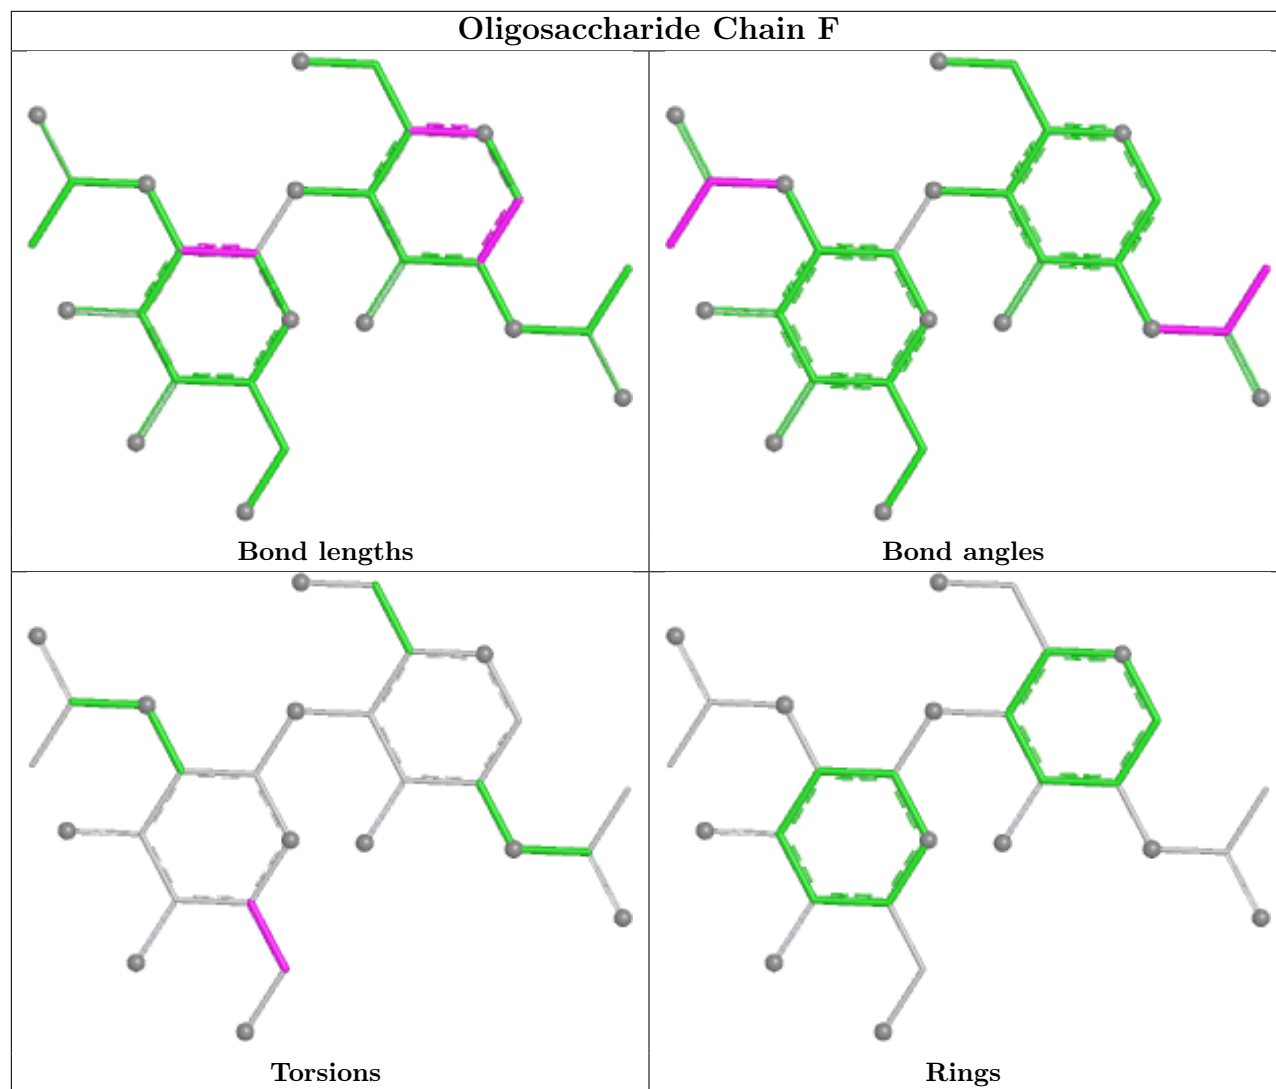 Oligosaccharide Chain F
Bond lengths
Bond angles
Torsions
Rings